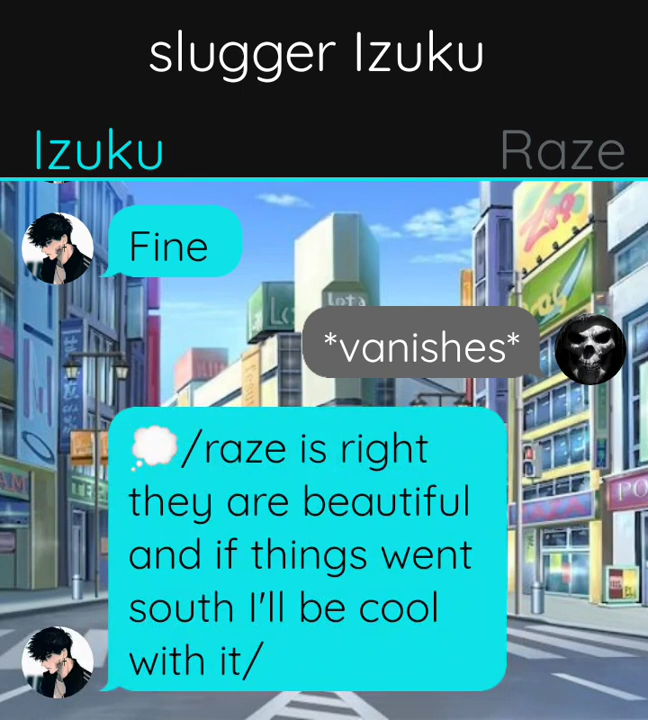 slugger Izuku
Izuku
Raze
Fine
*vanishes*
💭/raze is right
they are beautiful
and if things went
south I'll be cool
with it/